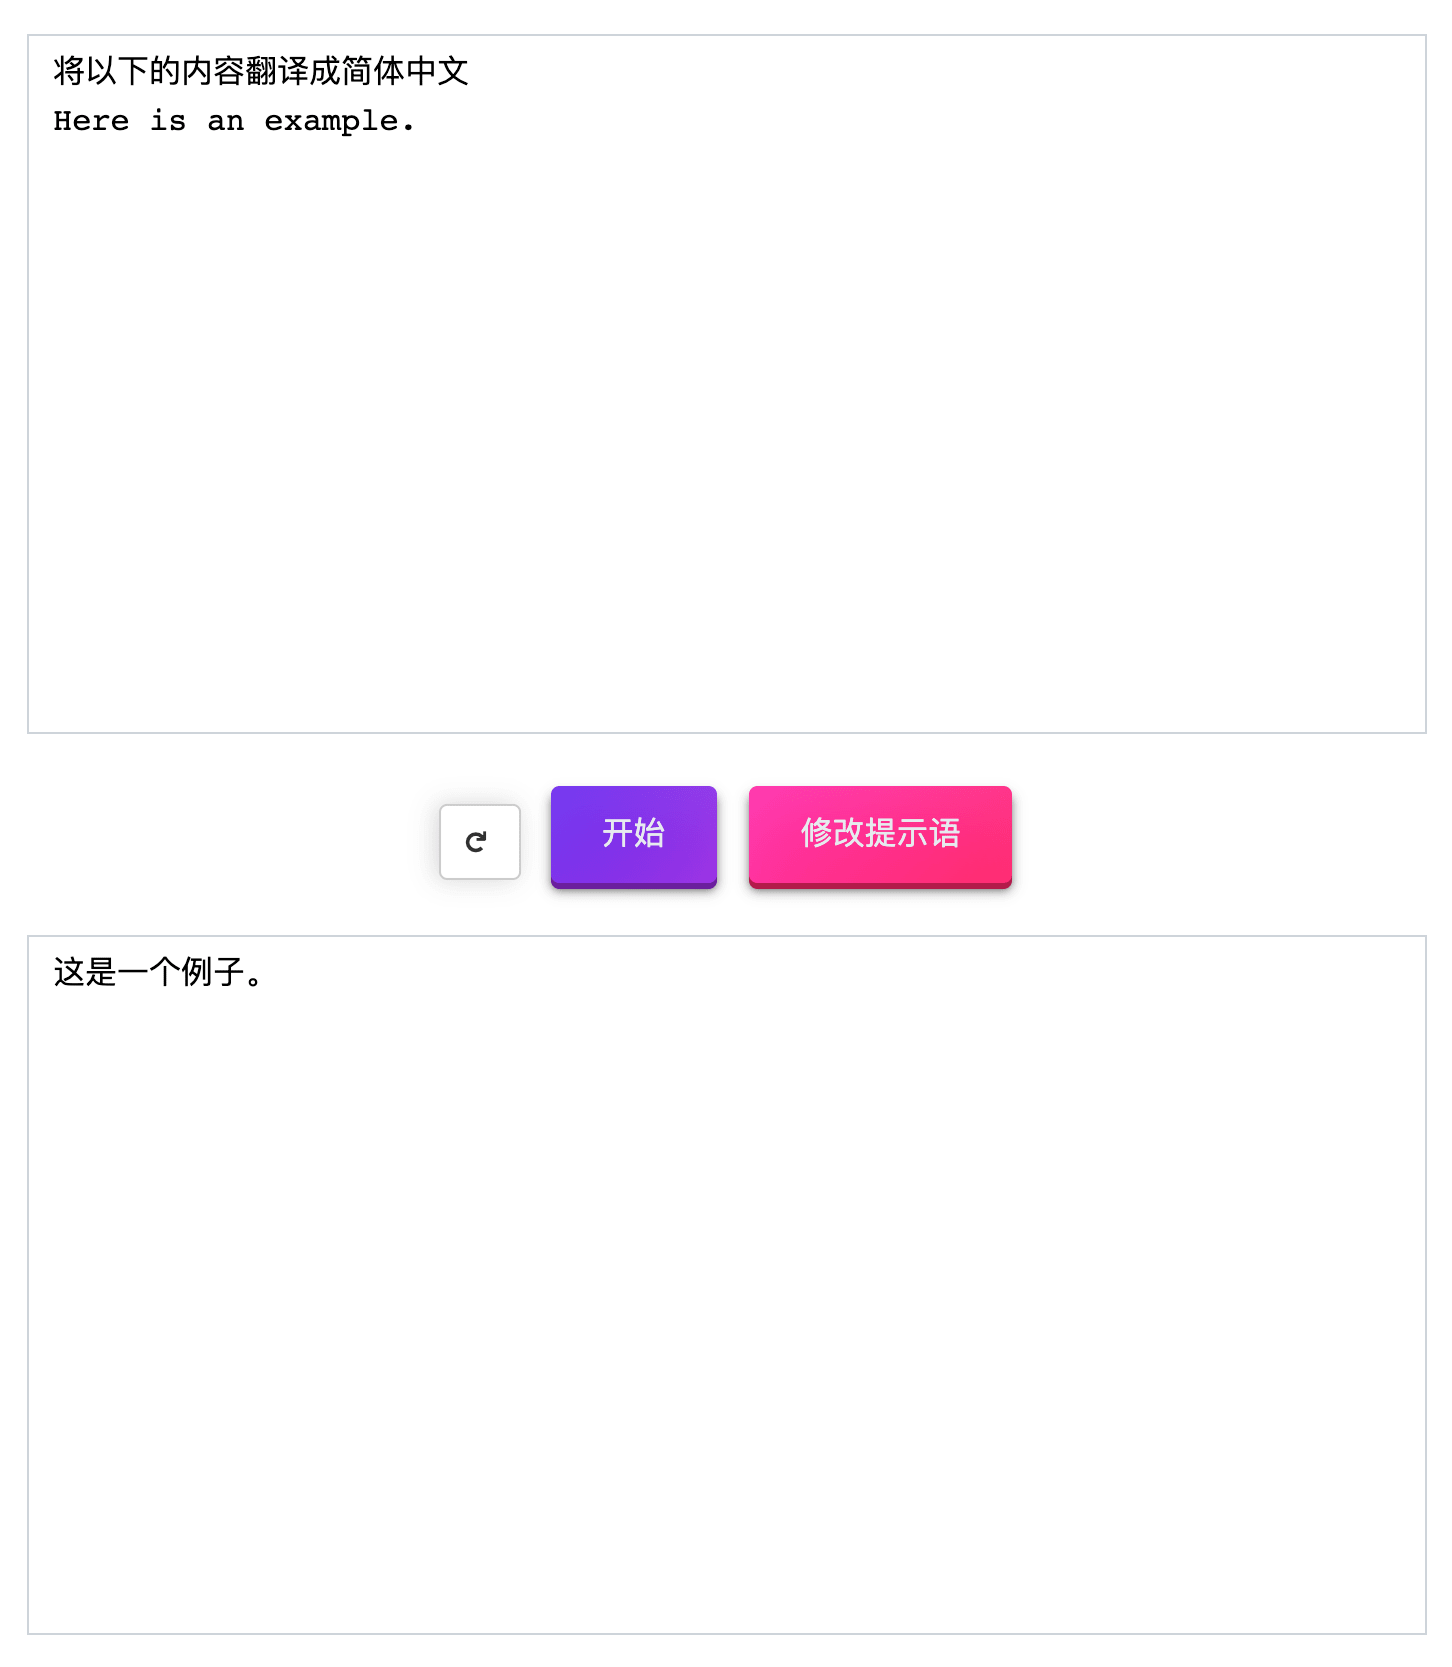 将以下的内容翻译成简体中文
Here is an example.
开始
修改提示语
这是一个例子。